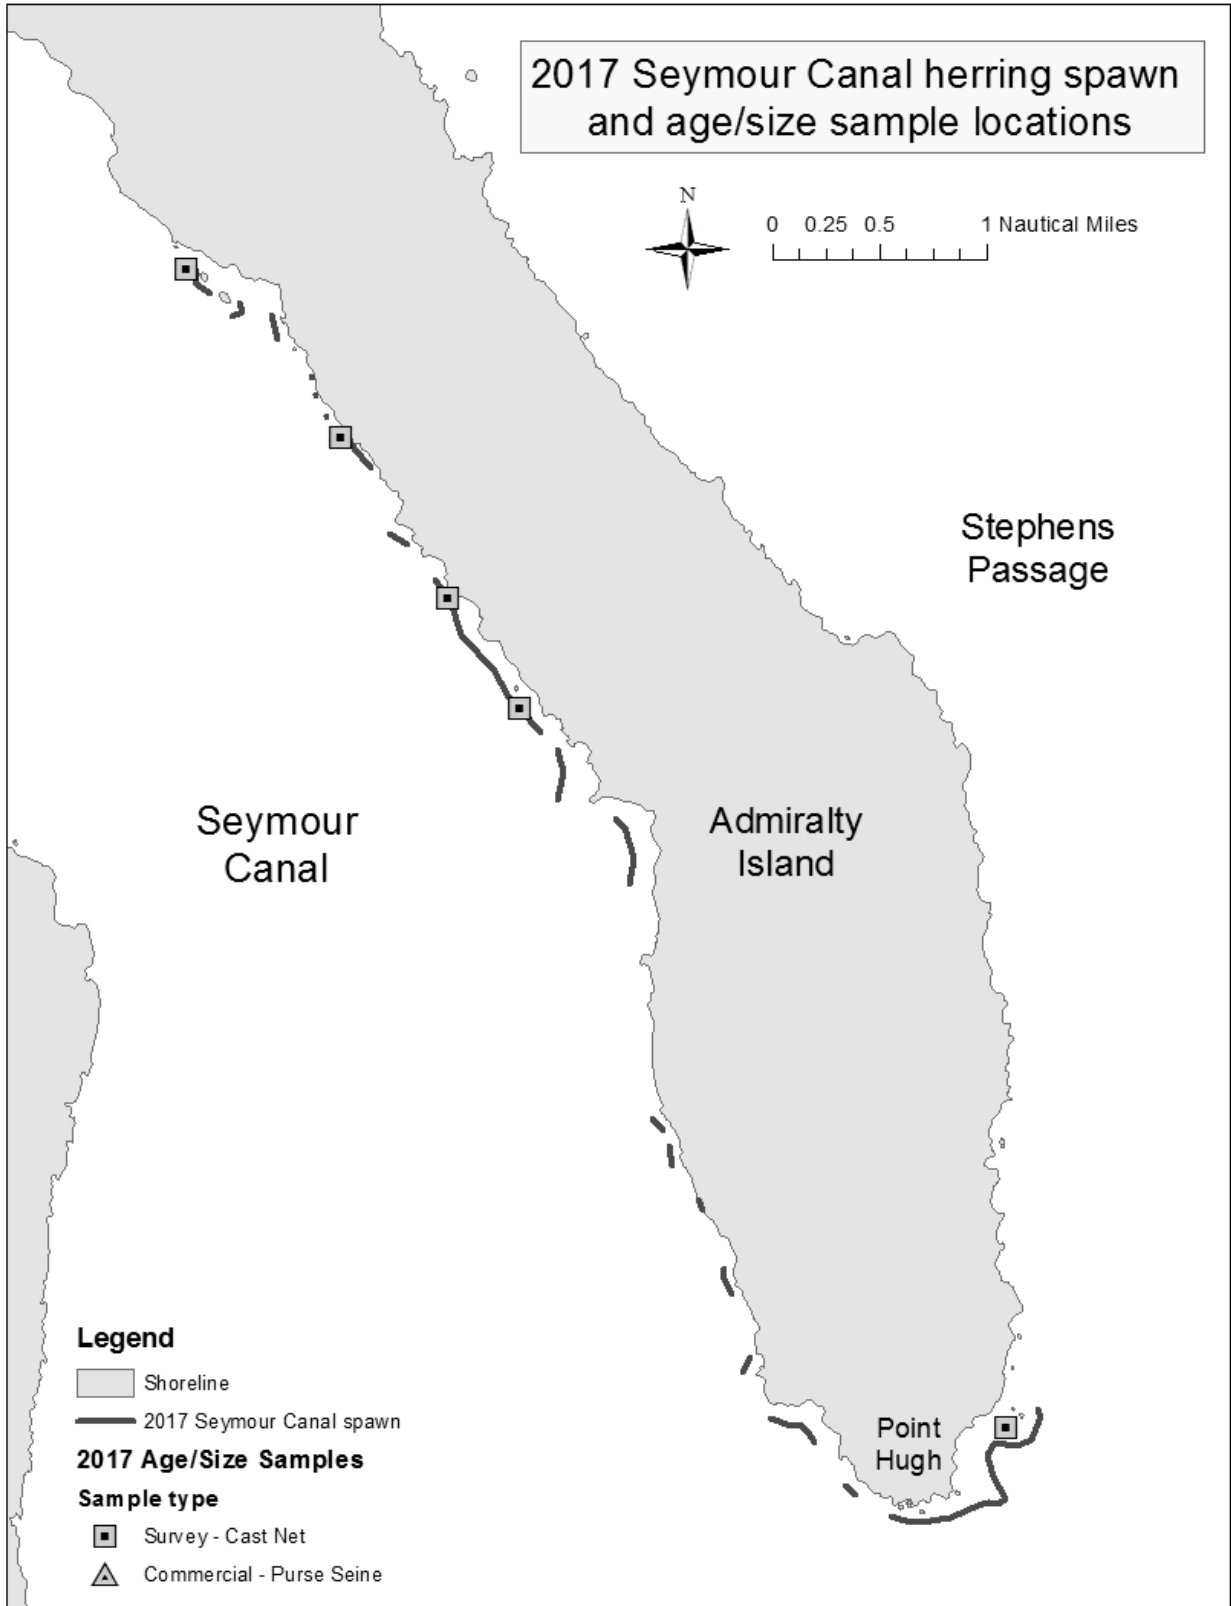 2017 Seymour Canal herring spawn
and age/size sample locations
N
0 0.25 0.5 1 Nautical Miles
Stephens
Passage
Seymour
Canal
Admiralty
Island
Point
Hugh
Legend
Shoreline
2017 Seymour Canal spawn
2017 Age/Size Samples
Sample type
Survey - Cast Net
Commercial - Purse Seine